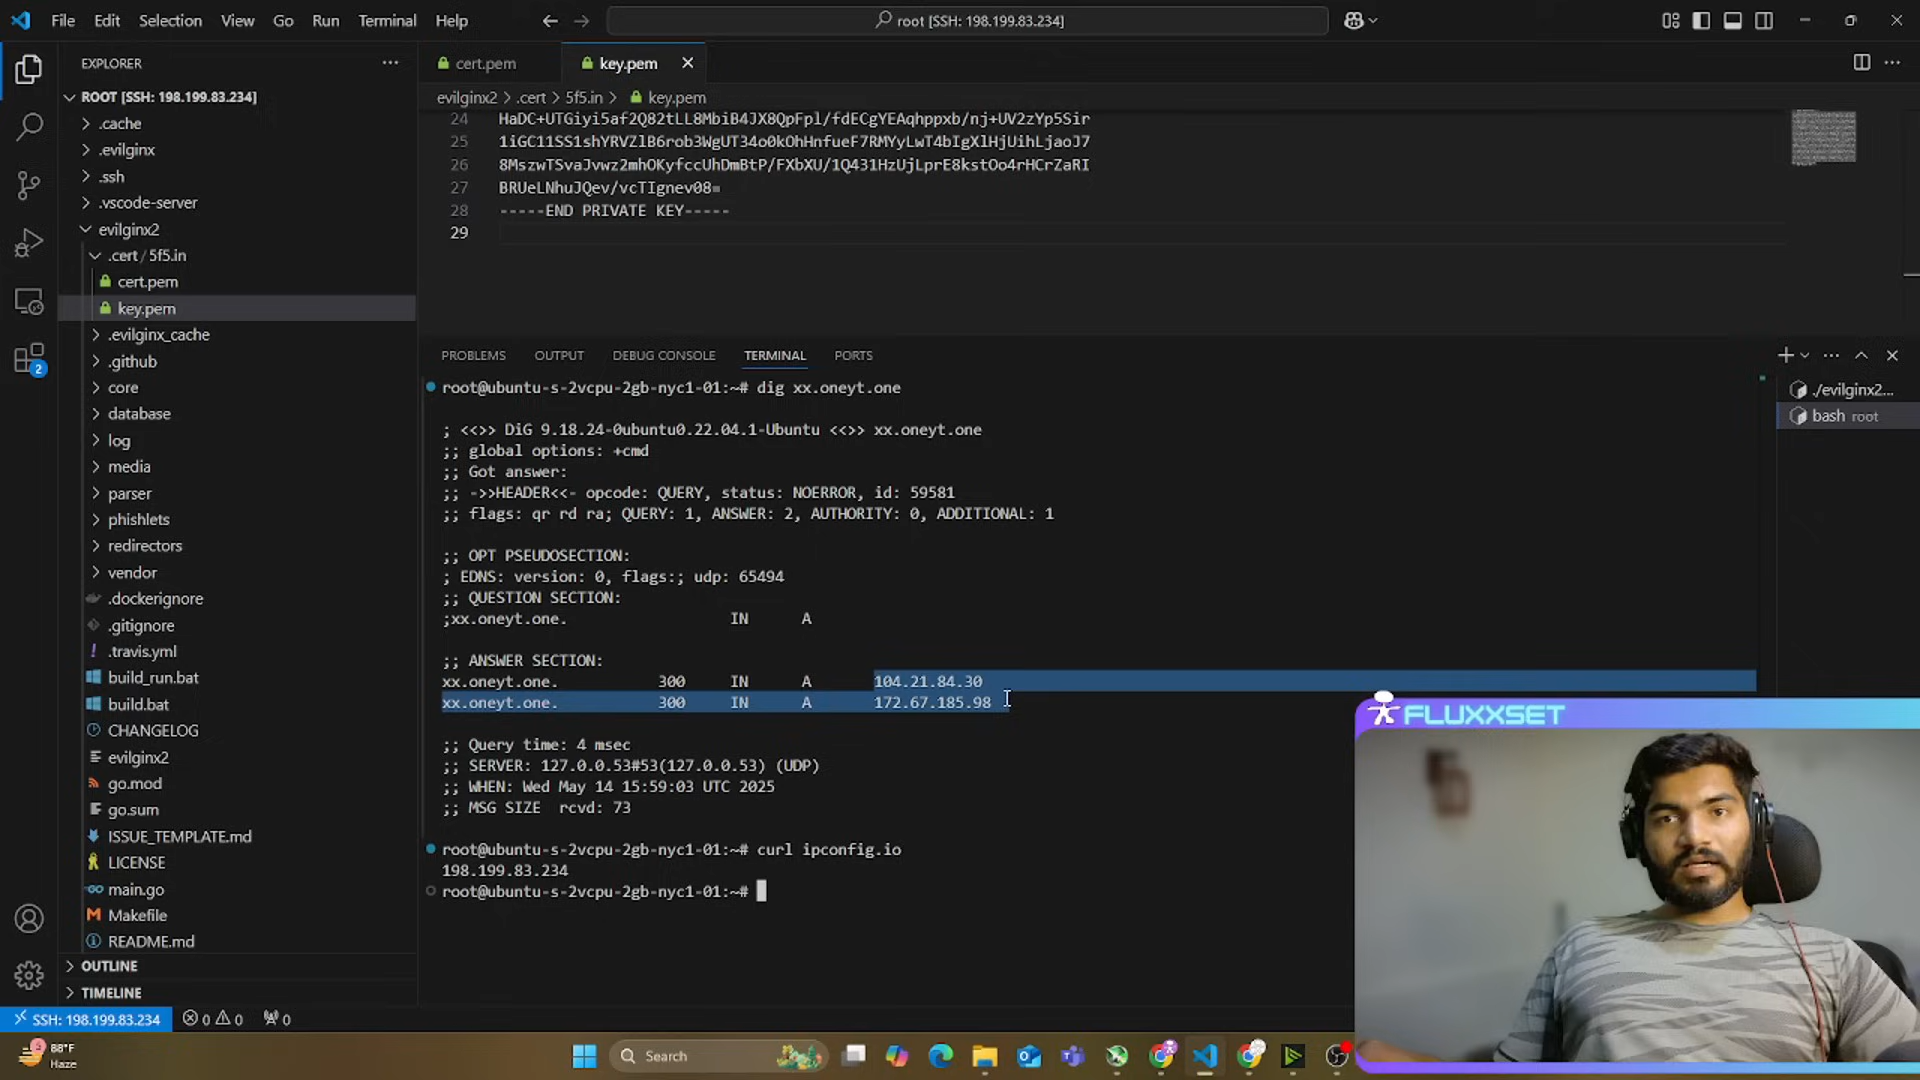 File Edit Selection View Go Run Terminal Help
root [SSH: 198.199.83.234]
EXPLORER
ROOT [SSH: 198.199.83.234]
.cache
.evilginx
.ssh
.vscode-server
evilginx2
.cert / 5f5.in
cert.pem
key.pem
.evilginx_cache
.github
core
database
log
media
parser
phishlets
redirectors
vendor
.dockerignore
.gitignore
.travis.yml
build_run.bat
build.bat
CHANGELOG
evilginx2
go.mod
go.sum
ISSUE_TEMPLATE.md
LICENSE
main.go
Makefile
README.md
OUTLINE
TIMELINE
cert.pem key.pem
evilginx2 > .cert > 5f5.in > key.pem
24 HaDC+UTGiyi5af2Q82tLL8MbiB4JX8QpFpl/fdECgYEAqhppxb/nj+UV2zYp5Sir
25 1iGC11SS1shYRVZlB6rob3WgUT34o0kOhHnfueF7RMYyLwT4bIgXlHjUihLjaoJ7
26 8MszwTSvaJvwz2mhOKyfccUhDmBtP/FXbXU/1Q431HzUjLprE8kstOo4rHCrZaRI
27 BRUeLNhuJQev/vcTIgnev08=
28 -----END PRIVATE KEY-----
29
PROBLEMS OUTPUT DEBUG CONSOLE TERMINAL PORTS
root@ubuntu-s-2vcpu-2gb-nyc1-01:~# dig xx.oneyt.one
; <<>> DiG 9.18.24-0ubuntu0.22.04.1-Ubuntu <<>> xx.oneyt.one
;; global options: +cmd
;; Got answer:
;; ->>HEADER<<- opcode: QUERY, status: NOERROR, id: 59581
;; flags: qr rd ra; QUERY: 1, ANSWER: 2, AUTHORITY: 0, ADDITIONAL: 1
;; OPT PSEUDOSECTION:
; EDNS: version: 0, flags:; udp: 65494
;; QUESTION SECTION:
;xx.oneyt.one. IN A
;; ANSWER SECTION:
xx.oneyt.one. 300 IN A 104.21.84.30
xx.oneyt.one. 300 IN A 172.67.185.98
;; Query time: 4 msec
;; SERVER: 127.0.0.53#53(127.0.0.53) (UDP)
;; WHEN: Wed May 14 15:59:03 UTC 2025
;; MSG SIZE rcvd: 73
root@ubuntu-s-2vcpu-2gb-nyc1-01:~# curl ipconfig.io
198.199.83.234
root@ubuntu-s-2vcpu-2gb-nyc1-01:~#
./evilginx2...
bash root
FLUXXSET
2
SSH: 198.199.83.234 0 0 0
3
88°F
Haze
Search